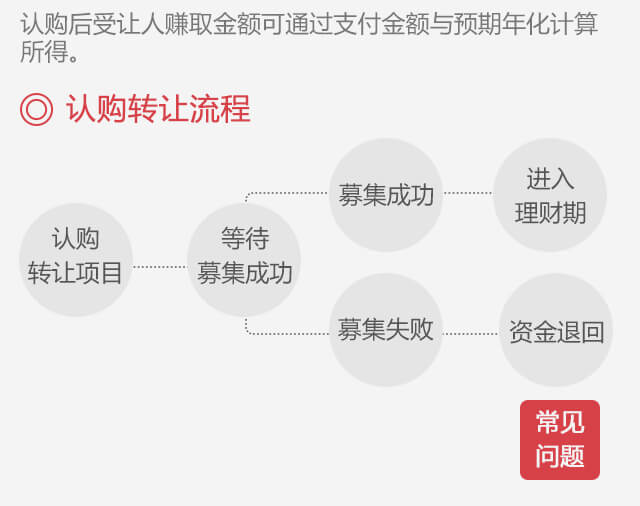 认购后受让人赚取金额可通过支付金额与预期年化计算
所得。
认购转让流程
认购
转让项目
等待
募集成功
募集成功
进入
理财期
募集失败
资金退回
常见
问题